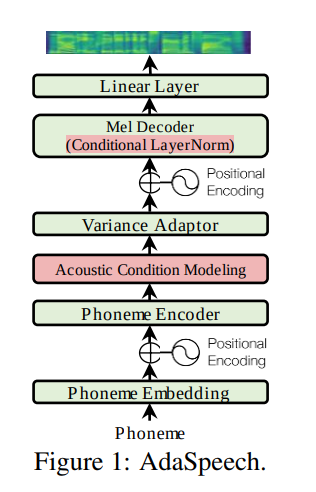 Linear Layer
Mel Decoder
(Conditional LayerNorm)
Positional
Encoding
Variance Adaptor
Acoustic Condition Modeling
Phoneme Encoder
Positional
Encoding
Phoneme Embedding
Phoneme
Figure 1: AdaSpeech.